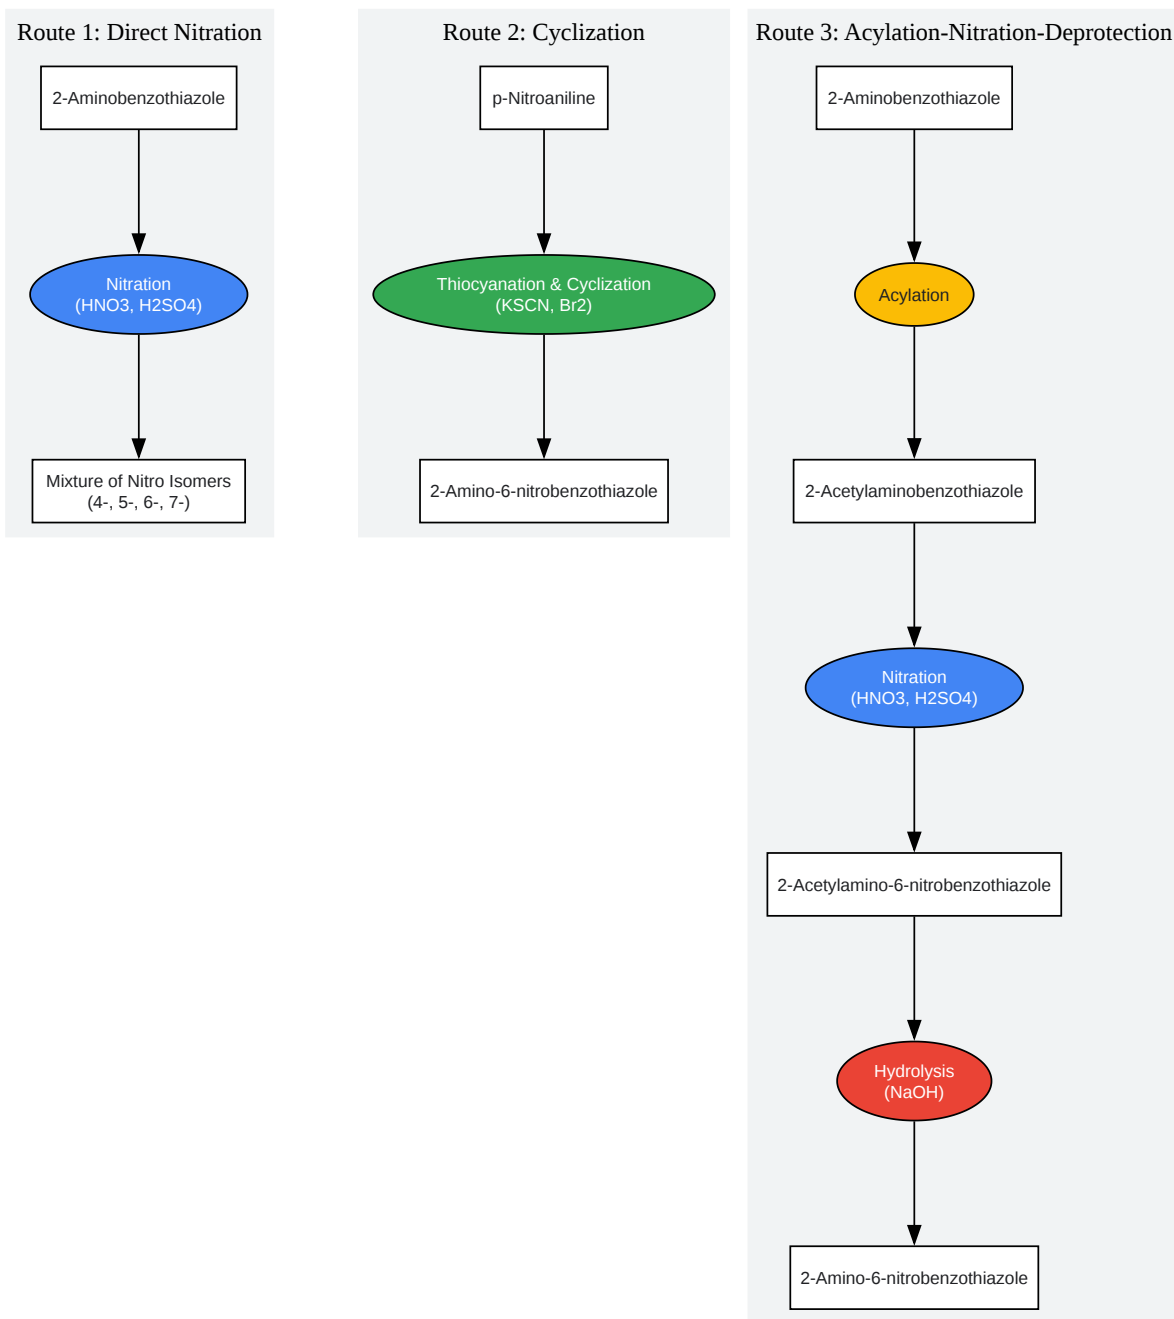 Route 1: Direct Nitration
2-Aminobenzothiazole
Nitration
(HNO3, H2SO4)
Mixture of Nitro Isomers
(4-, 5-, 6-, 7-)
Route 2: Cyclization
p-Nitroaniline
Thiocyanation & Cyclization
(KSCN, Br2)
2-Amino-6-nitrobenzothiazole
Route 3: Acylation-Nitration-Deprotection
2-Aminobenzothiazole
Acylation
2-Acetylaminobenzothiazole
Nitration
(HNO3, H2SO4)
2-Acetylamino-6-nitrobenzothiazole
Hydrolysis
(NaOH)
2-Amino-6-nitrobenzothiazole